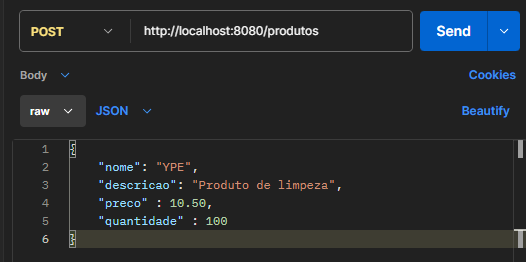 POST http://localhost:8080/produtos Send
Body Cookies
raw JSON Beautify
1 {
2 "nome": "YPE",
3 "descricao": "Produto de limpeza",
4 "preco" : 10.50,
5 "quantidade" : 100
6 }